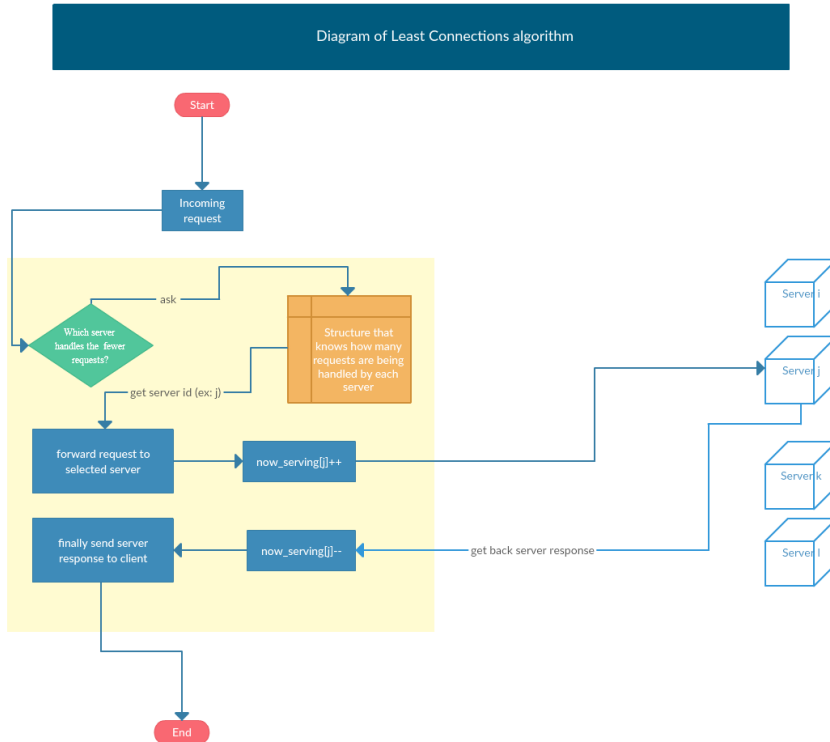 Diagram of Least Connections algorithm
Start
Incoming
request
Server i
ask
Which server
handles the  fewer
requests?
Structure that
knows how many
requests are being
handled by each
server
Server j
get server id (ex: j)
forward request to
selected server
now_serving[j]++
Server k
finally send server
response to client
now_serving[j]--
get back server response
Server l
End